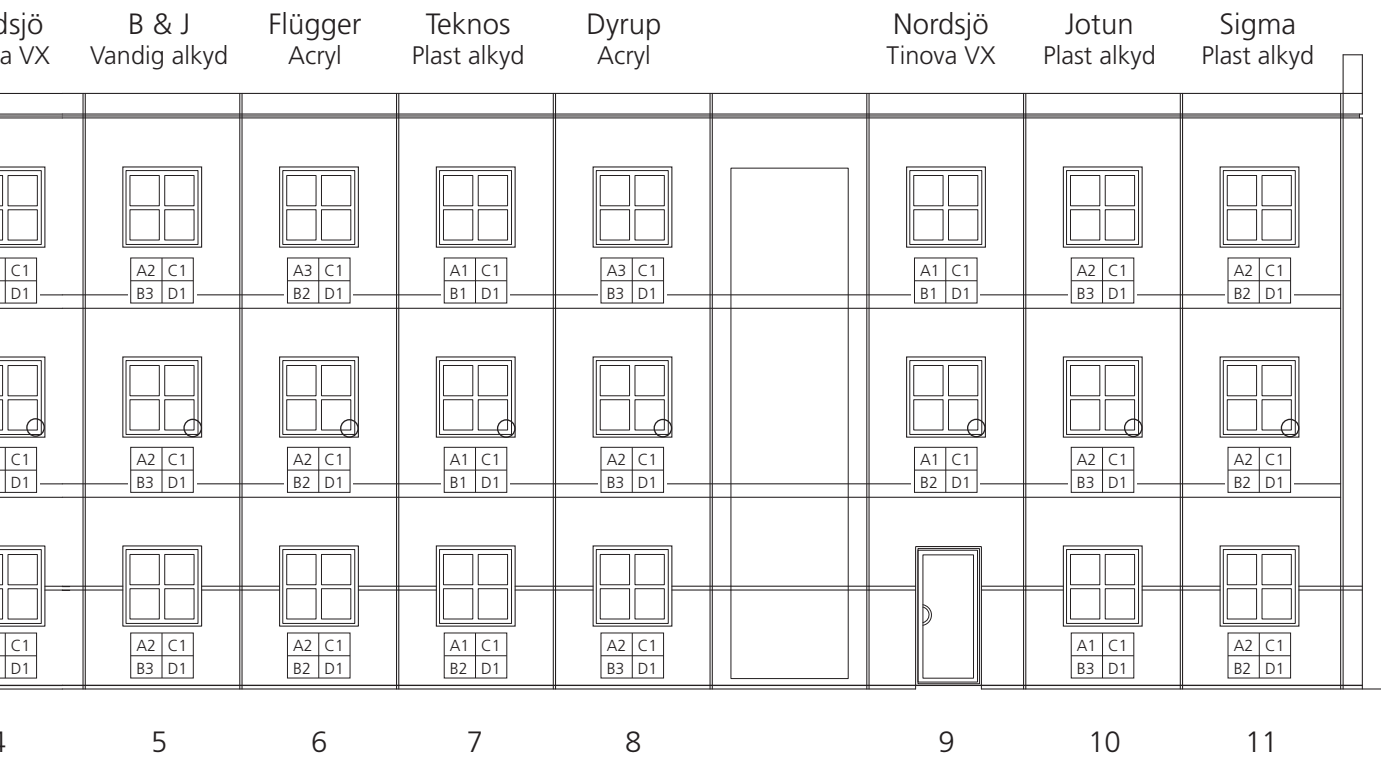 dsjö B & J Flügger Teknos Dyrup Nordsjö Jotun Sigma
a VX Vandig alkyd Acryl Plast alkyd Acryl Tinova VX Plast alkyd Plast alkyd
C1 A2 C1 A3 C1 A1 C1 A3 C1 A1 C1 A2 C1 A2 C1
D1 B3 D1 B2 D1 B1 D1 B3 D1 B1 D1 B3 D1 B2 D1
C1 A2 C1 A2 C1 A1 C1 A2 C1 A1 C1 A2 C1 A2 C1
D1 B3 D1 B2 D1 B1 D1 B3 D1 B2 D1 B3 D1 B2 D1
C1 A2 C1 A2 C1 A1 C1 A2 C1 A1 C1 A2 C1
D1 B3 D1 B2 D1 B2 D1 B3 D1 B3 D1 B2 D1
4 5 6 7 8 9 10 11